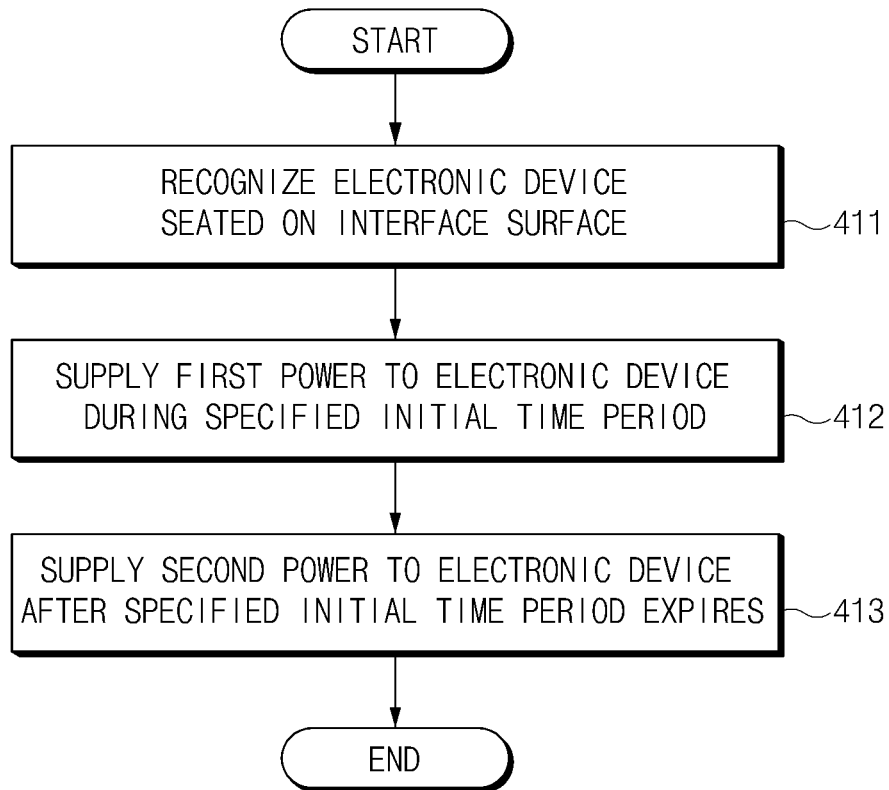 START
RECOGNIZE ELECTRONIC DEVICE
SEATED ON INTERFACE SURFACE
411
SUPPLY FIRST POWER TO ELECTRONIC DEVICE
DURING SPECIFIED INITIAL TIME PERIOD
412
SUPPLY SECOND POWER TO ELECTRONIC DEVICE
AFTER SPECIFIED INITIAL TIME PERIOD EXPIRES
413
END